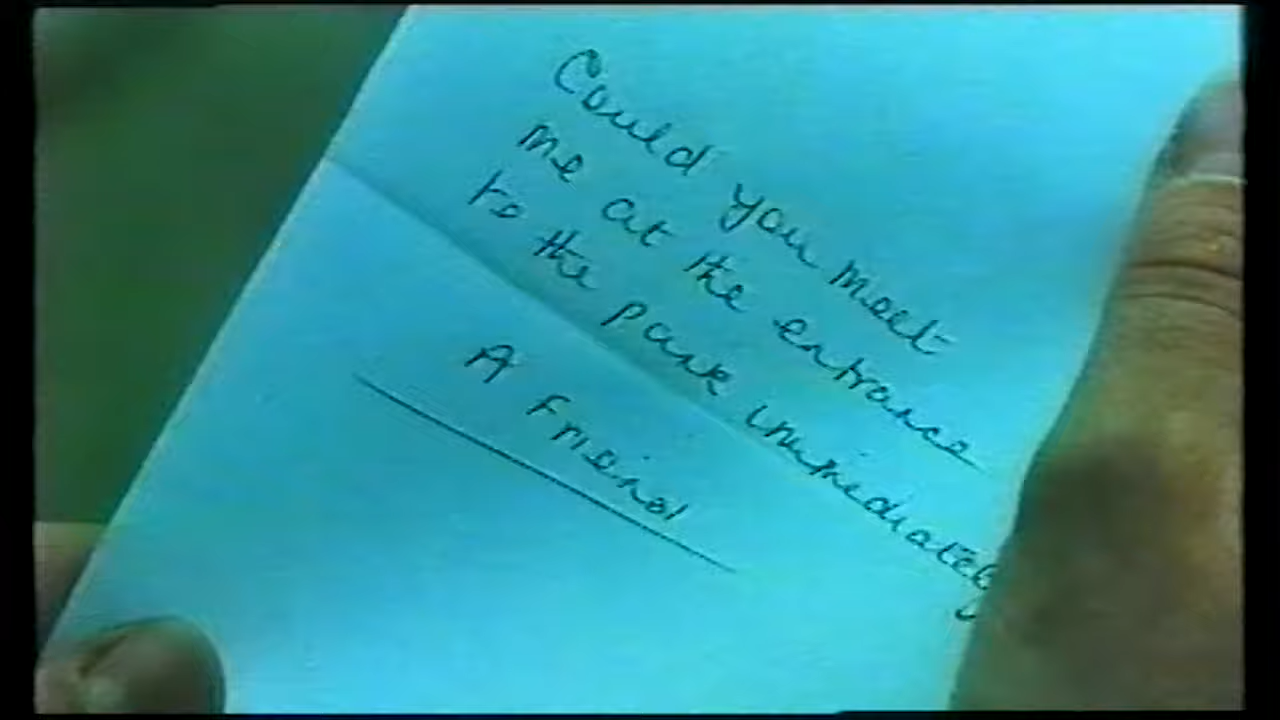 Could you meet
me at the entrance
to the park immediately
A Friend